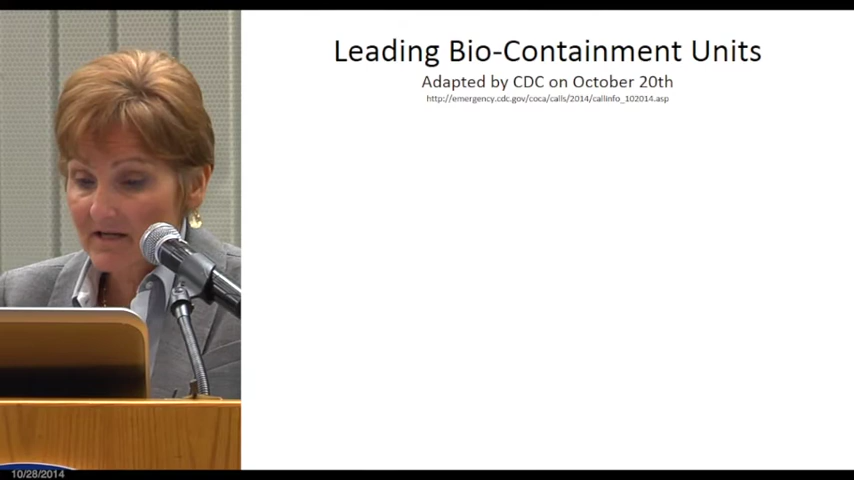 Leading Bio-Containment Units
Adapted by CDC on October 20th
http://emergency.cdc.gov/coca/calls/2014/callinfo_102014.asp
10/28/2014